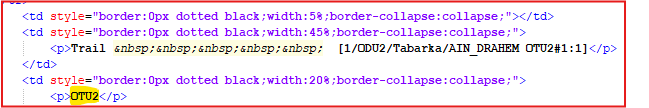 <td style="border:0px dotted black;width:5%;border-collapse:collapse;"></td>
<td style="border:0px dotted black;width:45%;border-collapse:collapse;">
<p>Trail &nbsp;&nbsp;&nbsp;&nbsp;&nbsp;  [1/ODU2/Tabarka/AIN_DRAHEM OTU2#1:1]</p>
</td>
<td style="border:0px dotted black;width:20%;border-collapse:collapse;">
<p>OTU2</p>